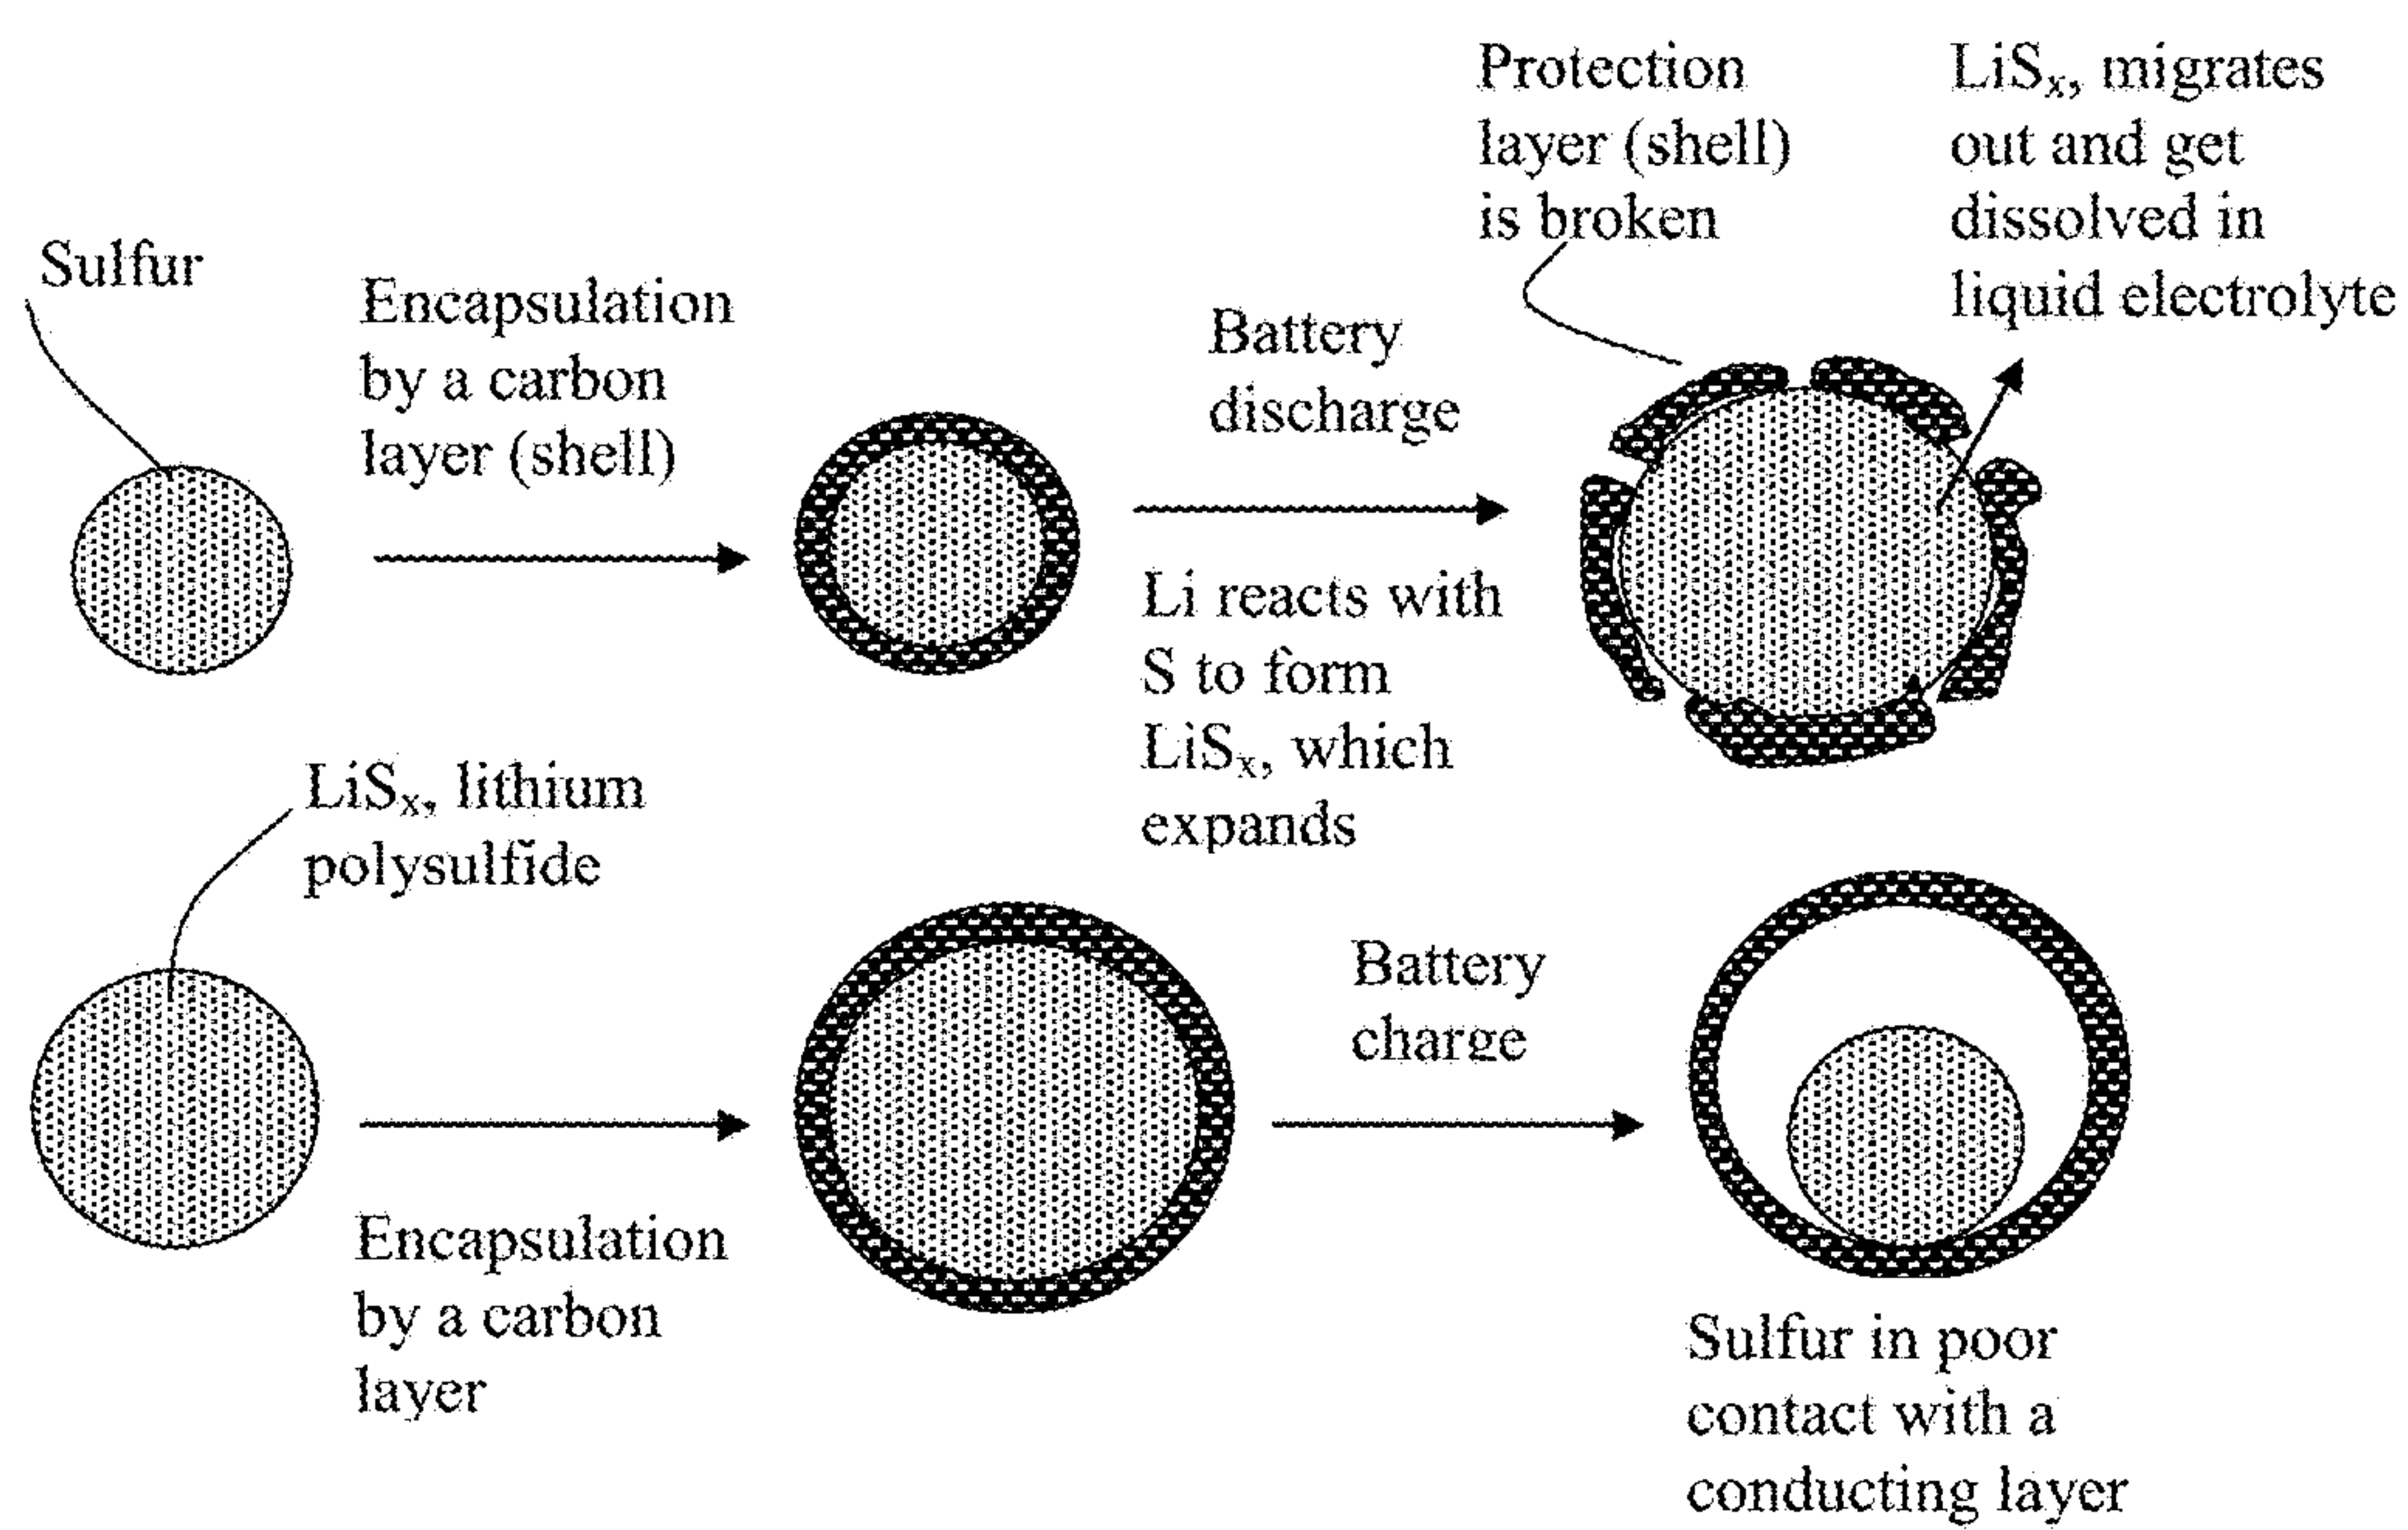 Sulfur
Encapsulation
by a carbon
layer (shell)
Battery
discharge
Li reacts with
S to form
LiSₓ, which
expands
Protection
layer (shell)
is broken
LiSₓ, migrates
out and get
dissolved in
liquid electrolyte
LiSₓ, lithium
polysulfide
Encapsulation
by a carbon
layer
Battery
charge
Sulfur in poor
contact with a
conducting layer